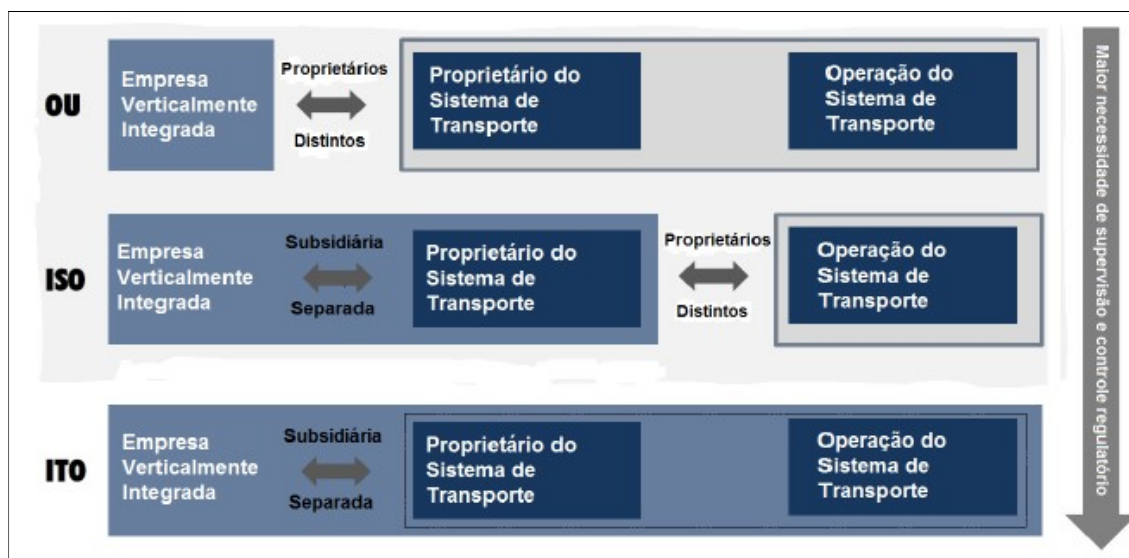 OU
Empresa
Verticalmente
Integrada
Proprietários
Distintos
Proprietário do
Sistema de
Transporte
Operação do
Sistema de
Transporte
ISO
Empresa
Verticalmente
Integrada
Subsidiária
Separada
Proprietário do
Sistema de
Transporte
Proprietários
Distintos
Operação do
Sistema de
Transporte
ITO
Empresa
Verticalmente
Integrada
Subsidiária
Separada
Proprietário do
Sistema de
Transporte
Operação do
Sistema de
Transporte
Maior necessidade de supervisão e controle regulatório